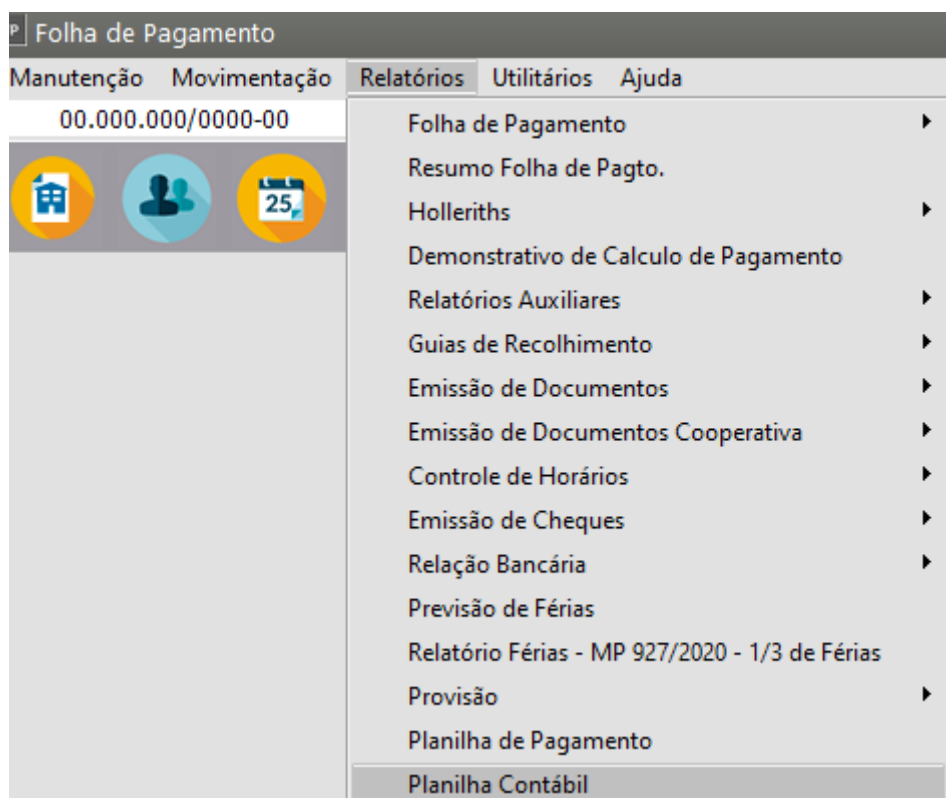 P Folha de Pagamento
Manutenção Movimentação Relatórios Utilitários Ajuda
00.000.000/0000-00
25
Folha de Pagamento
Resumo Folha de Pagto.
Holleriths
Demonstrativo de Calculo de Pagamento
Relatórios Auxiliares
Guias de Recolhimento
Emissão de Documentos
Emissão de Documentos Cooperativa
Controle de Horários
Emissão de Cheques
Relação Bancária
Previsão de Férias
Relatório Férias - MP 927/2020 - 1/3 de Férias
Provisão
Planilha de Pagamento
Planilha Contábil